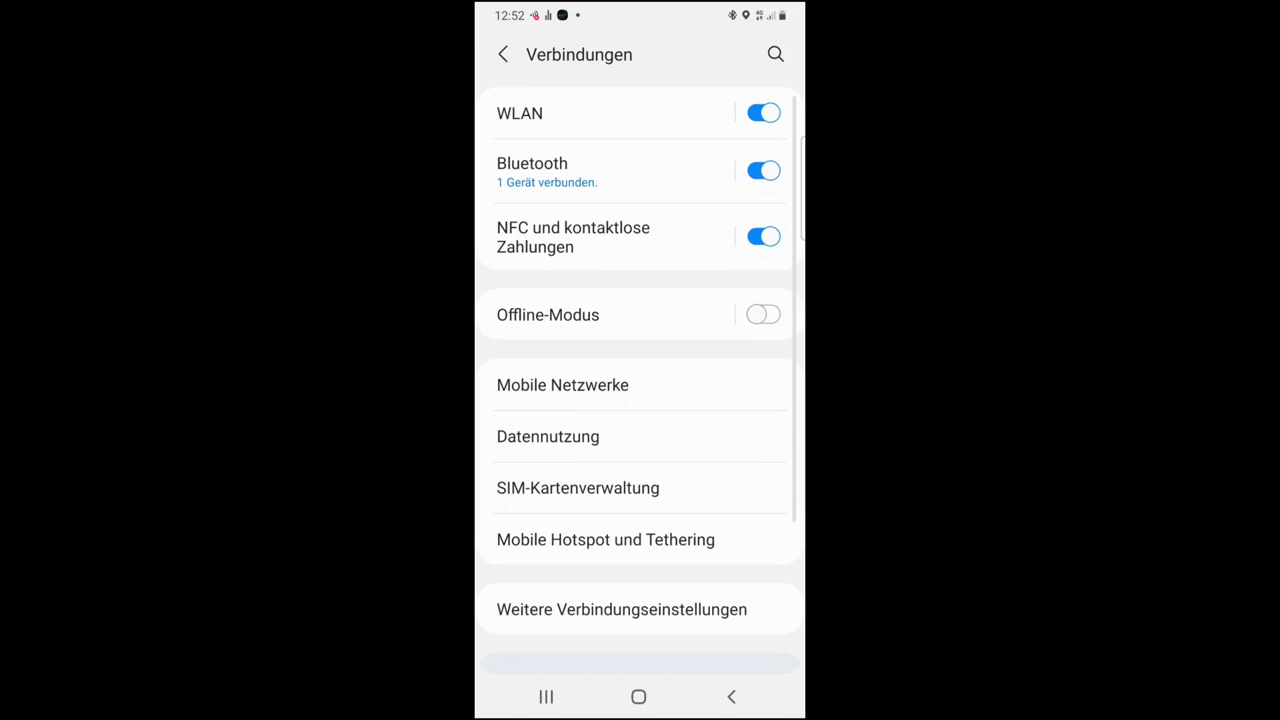 12:52
Verbindungen
WLAN
Bluetooth
1 Gerät verbunden.
NFC und kontaktlose
Zahlungen
Offline-Modus
Mobile Netzwerke
Datennutzung
SIM-Kartenverwaltung
Mobile Hotspot und Tethering
Weitere Verbindungseinstellungen